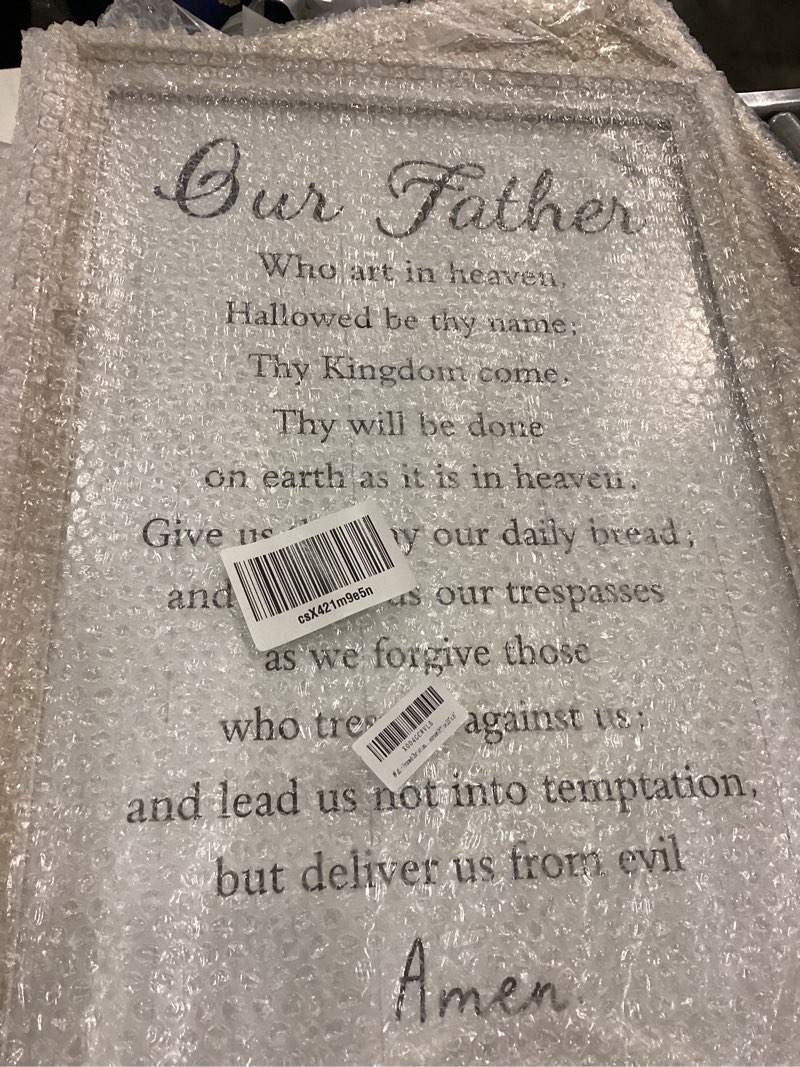 Our Father
Who art in heaven,
Hallowed be thy name;
Thy Kingdom come,
Thy will be done
on earth as it is in heaven.
Give us our daily bread;
and us our trespasses
csX421m9e5n
as we forgive those
who against us;
and lead us not into temptation,
but deliver us from evil
Amen